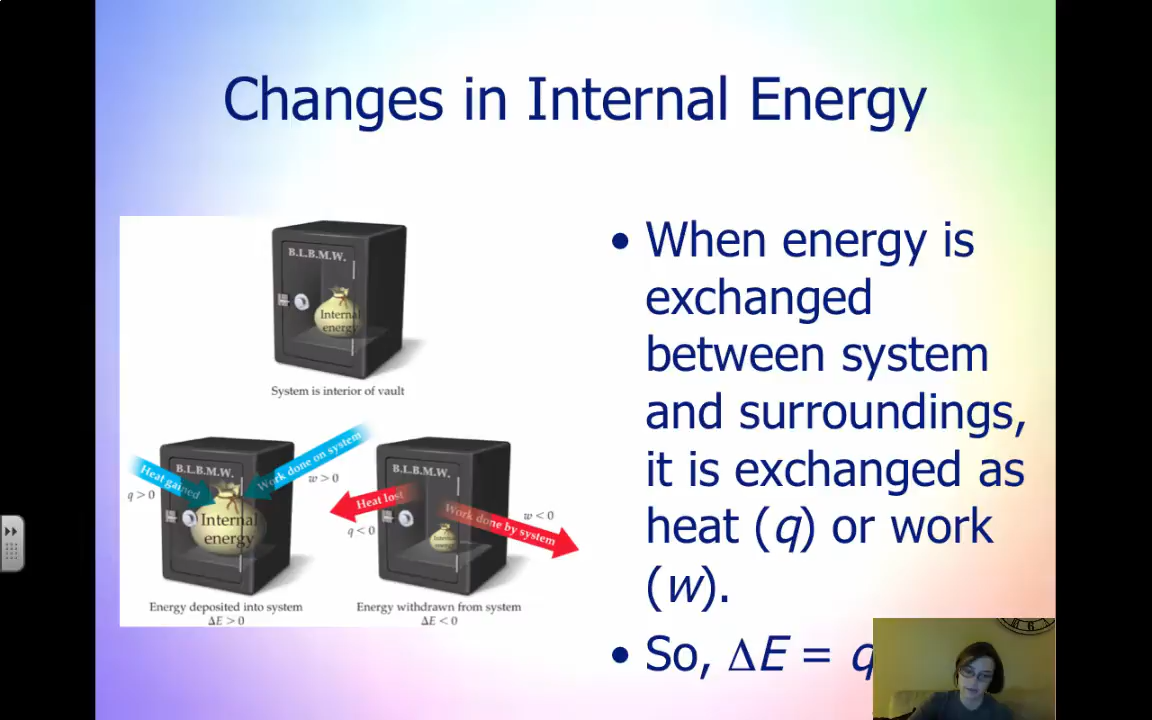 Changes in Internal Energy
B.L.B.M.W.
Internal
energy
System is interior of vault
Heat gained
q > 0
B.L.B.M.W.
Work done on system
w > 0
Internal
energy
Energy deposited into system
ΔE > 0
B.L.B.M.W.
Heat lost
q < 0
Work done by system
w < 0
Internal
energy
Energy withdrawn from system
ΔE < 0
• When energy is
exchanged
between system
and surroundings,
it is exchanged as
heat (q) or work
(w).
• So, ΔE = q